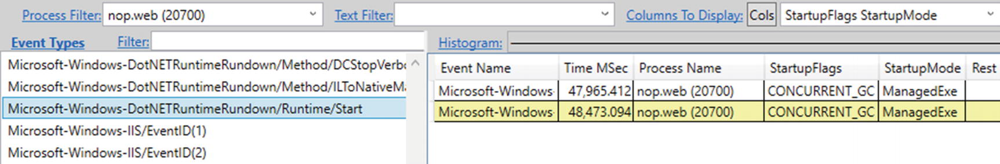 Process Filter: nop.web (20700) Text Filter: Columns To Display: Cols StartupFlags StartupMode
Event Types Filter: Histogram:
Event Name Time MSec Process Name StartupFlags StartupMode Rest
Microsoft-Windows-DotNETRuntimeRundown/Method/DCStopVerbo
Microsoft-Windows-DotNETRuntimeRundown/Method/ILToNativeMa
Microsoft-Windows-DotNETRuntimeRundown/Runtime/Start
Microsoft-Windows-IIS/EventID(1)
Microsoft-Windows-IIS/EventID(2)
Microsoft-Windows- 47,965.412 nop.web (20700) CONCURRENT_GC ManagedExe
Microsoft-Windows- 48,473.094 nop.web (20700) CONCURRENT_GC ManagedExe